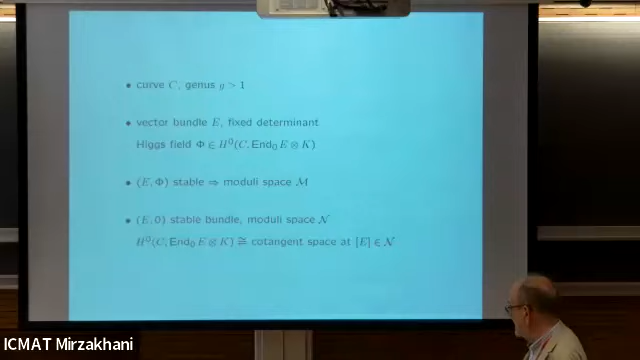 • curve C, genus g > 1
• vector bundle E, fixed determinant
Higgs field Φ ∈ H⁰(C, End₀ E ⊗ K)
• (E, Φ) stable ⇒ moduli space ℳ
• (E, 0) stable bundle, moduli space 𝒩
H⁰(C, End₀ E ⊗ K) ≅ cotangent space at [E] ∈ 𝒩
ICMAT Mirzakhani